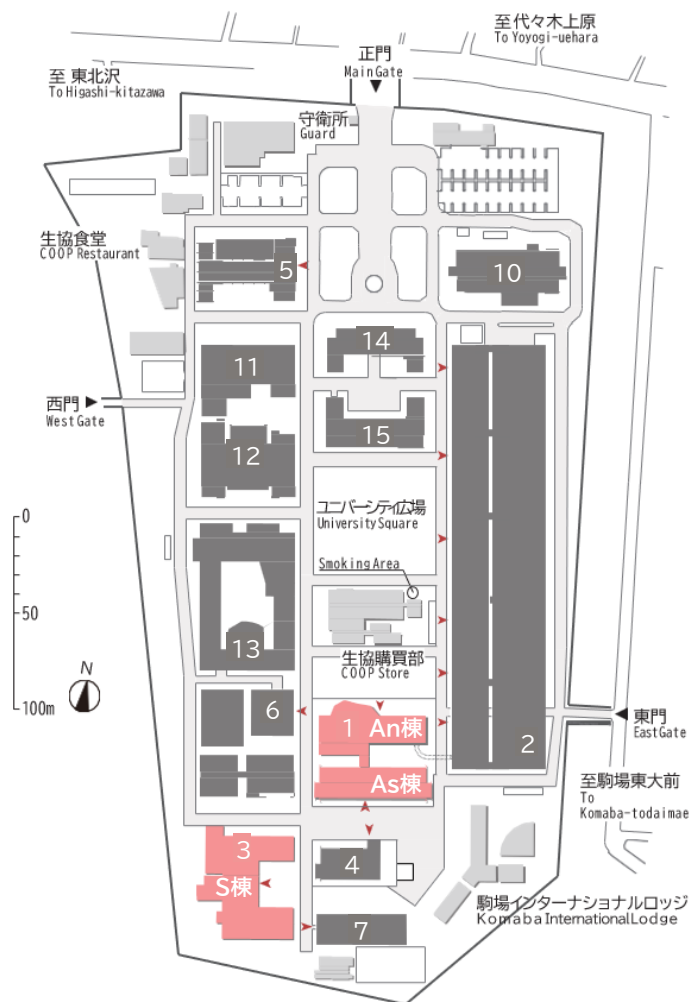 至代々木上原
To Yoyogi-uehara
正門
Main Gate
至 東北沢
To Higashi-kitazawa
守衛所
Guard
生協食堂
COOP Restaurant
5
10
14
11
西門
West Gate
15
12
ユニバーシティ広場
University Square
0
Smoking Area
50
13
生協購買部
COOP Store
N
100m
6
1 An棟
2
東門
East Gate
As棟
至駒場東大前
To
Komaba-todaimae
3
4
S棟
駒場インターナショナルロッジ
Komaba International Lodge
7